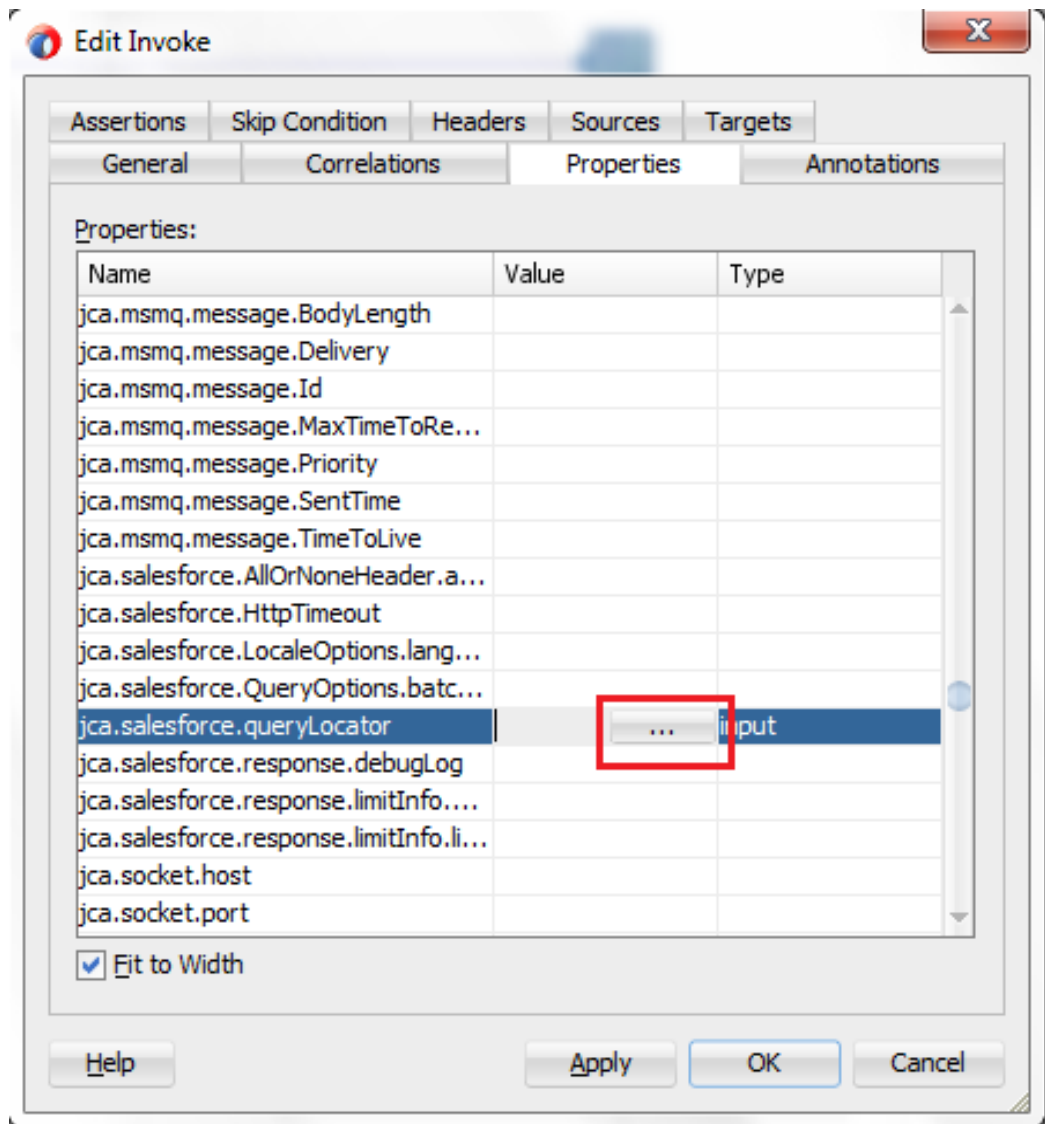 Edit Invoke
Assertions Skip Condition Headers Sources Targets
General Correlations Properties Annotations
Properties:
Name Value Type
jca.msmq.message.BodyLength
jca.msmq.message.Delivery
jca.msmq.message.Id
jca.msmq.message.MaxTimeToRe...
jca.msmq.message.Priority
jca.msmq.message.SentTime
jca.msmq.message.TimeToLive
jca.salesforce.AllOrNoneHeader.a...
jca.salesforce.HttpTimeout
jca.salesforce.LocaleOptions.lang...
jca.salesforce.QueryOptions.batc...
jca.salesforce.queryLocator ... input
jca.salesforce.response.debugLog
jca.salesforce.response.limitInfo....
jca.salesforce.response.limitInfo.li...
jca.socket.host
jca.socket.port
Fit to Width
Help Apply OK Cancel